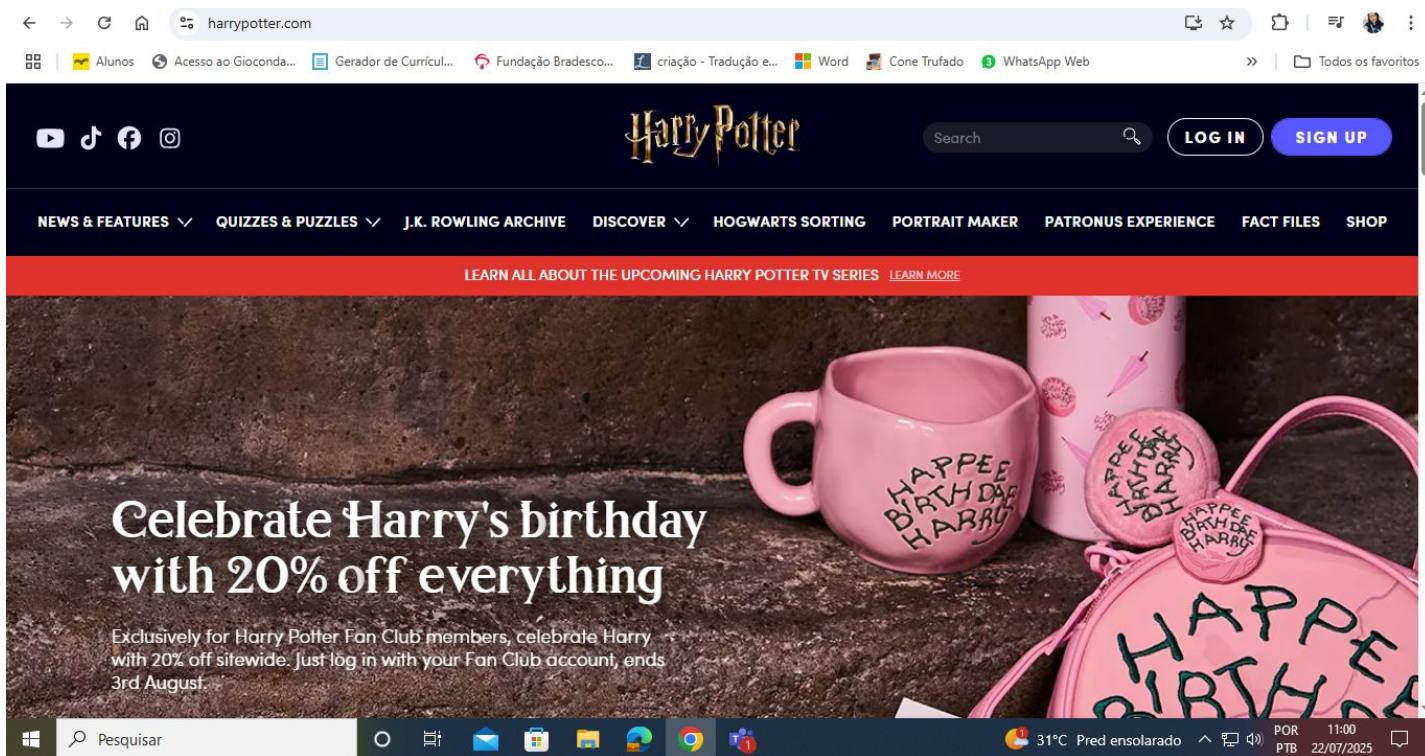 harrypotter.com
Alunos Acesso ao Gioconda... Gerador de Currícul... Fundação Bradesco... criação - Tradução e... Word Cone Trufado WhatsApp Web » Todos os favoritos
Harry Potter
Search LOG IN SIGN UP
NEWS & FEATURES QUIZZES & PUZZLES J.K. ROWLING ARCHIVE DISCOVER HOGWARTS SORTING PORTRAIT MAKER PATRONUS EXPERIENCE FACT FILES SHOP
LEARN ALL ABOUT THE UPCOMING HARRY POTTER TV SERIES LEARN MORE
Celebrate Harry's birthday
with 20% off everything
Exclusively for Harry Potter Fan Club members, celebrate Harry
with 20% off sitewide. Just log in with your Fan Club account, ends
3rd August.
HAPPEE
BIRTHDAE
HARRY
HAPPEE
BIRTHDAE
HARRY
HAPPEE
BIRTHDAE
HARRY
HAPPE
BIRTH
Pesquisar
31°C Pred ensolarado
POR
PTB
11:00
22/07/2025